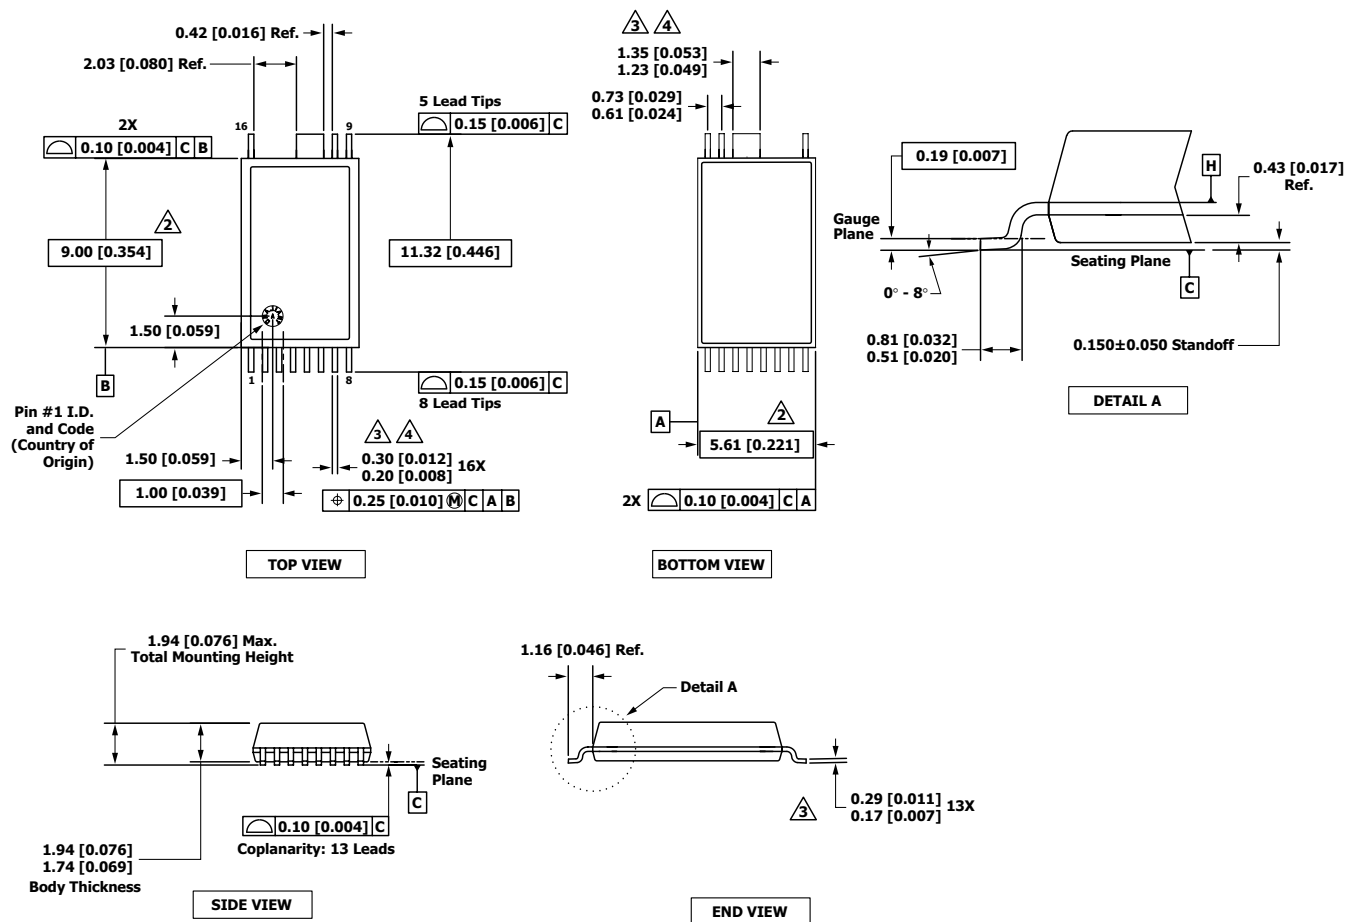 0.42 [0.016] Ref.
2.03 [0.080] Ref.
5 Lead Tips
0.15 [0.006] C
2X
0.10 [0.004] C B
16
9
2
9.00 [0.354]
11.32 [0.446]
1.50 [0.059]
A
B
1
8
0.15 [0.006] C
8 Lead Tips
Pin #1 I.D.
and Code
(Country of
Origin)
3 4
1.50 [0.059]
0.30 [0.012]
0.20 [0.008]
16X
1.00 [0.039]
⌖ 0.25 [0.010] Ⓜ C A B
TOP VIEW
3 4
1.35 [0.053]
1.23 [0.049]
0.73 [0.029]
0.61 [0.024]
A
2
5.61 [0.221]
2X 0.10 [0.004] C A
BOTTOM VIEW
0.19 [0.007]
H
0.43 [0.017]
Ref.
Gauge
Plane
Seating Plane
C
0° - 8°
0.81 [0.032]
0.51 [0.020]
0.150±0.050 Standoff
DETAIL A
1.94 [0.076] Max.
Total Mounting Height
Seating
Plane
C
0.10 [0.004] C
Coplanarity: 13 Leads
1.94 [0.076]
1.74 [0.069]
Body Thickness
SIDE VIEW
1.16 [0.046] Ref.
Detail A
3
0.29 [0.011]
0.17 [0.007]
13X
END VIEW